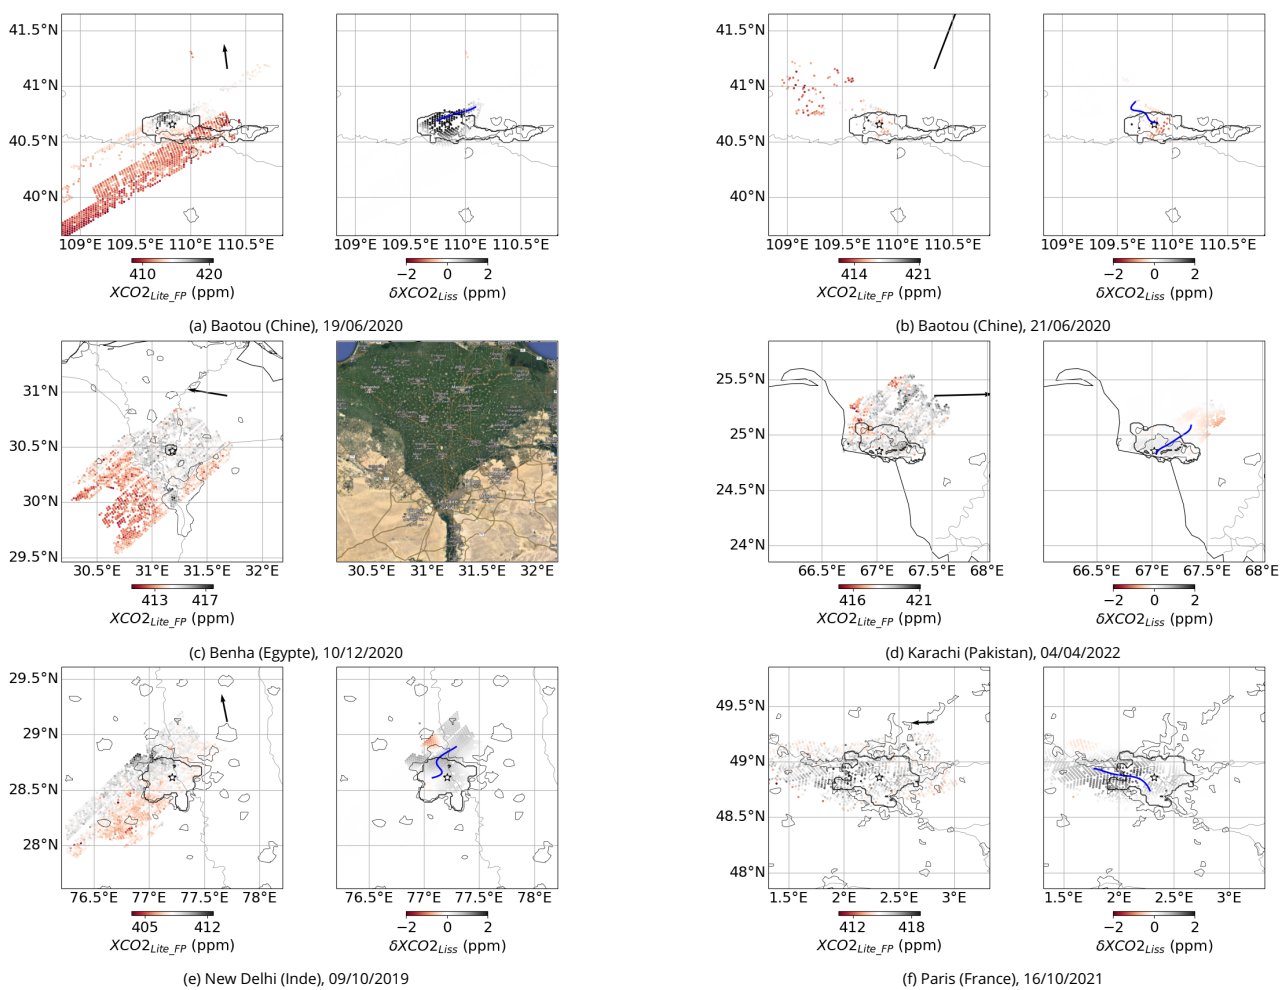 41.5°N
41°N
40.5°N
40°N
109°E 109.5°E 110°E 110.5°E
109°E 109.5°E 110°E 110.5°E
410 420
−2 0 2
XCO2Lite_FP (ppm)
δXCO2Liss (ppm)
(a) Baotou (Chine), 19/06/2020
41.5°N
41°N
40.5°N
40°N
109°E 109.5°E 110°E 110.5°E
109°E 109.5°E 110°E 110.5°E
414 421
−2 0 2
XCO2Lite_FP (ppm)
δXCO2Liss (ppm)
(b) Baotou (Chine), 21/06/2020
31°N
30.5°N
30°N
29.5°N
30.5°E 31°E 31.5°E 32°E
30.5°E 31°E 31.5°E 32°E
413 417
XCO2Lite_FP (ppm)
(c) Benha (Egypte), 10/12/2020
25.5°N
25°N
24.5°N
24°N
66.5°E 67°E 67.5°E 68°E
66.5°E 67°E 67.5°E 68°E
416 421
−2 0 2
XCO2Lite_FP (ppm)
δXCO2Liss (ppm)
(d) Karachi (Pakistan), 04/04/2022
29.5°N
29°N
28.5°N
28°N
76.5°E 77°E 77.5°E 78°E
76.5°E 77°E 77.5°E 78°E
405 412
−2 0 2
XCO2Lite_FP (ppm)
δXCO2Liss (ppm)
(e) New Delhi (Inde), 09/10/2019
49.5°N
49°N
48.5°N
48°N
1.5°E 2°E 2.5°E 3°E
1.5°E 2°E 2.5°E 3°E
412 418
−2 0 2
XCO2Lite_FP (ppm)
δXCO2Liss (ppm)
(f) Paris (France), 16/10/2021